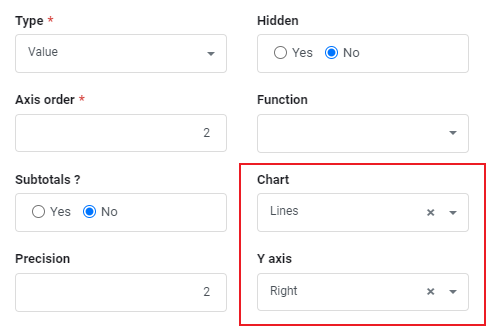 Type *
Hidden
Value
Yes No
Axis order *
Function
2
Subtotals ?
Chart
Yes No
Lines
Precision
Y axis
2
Right